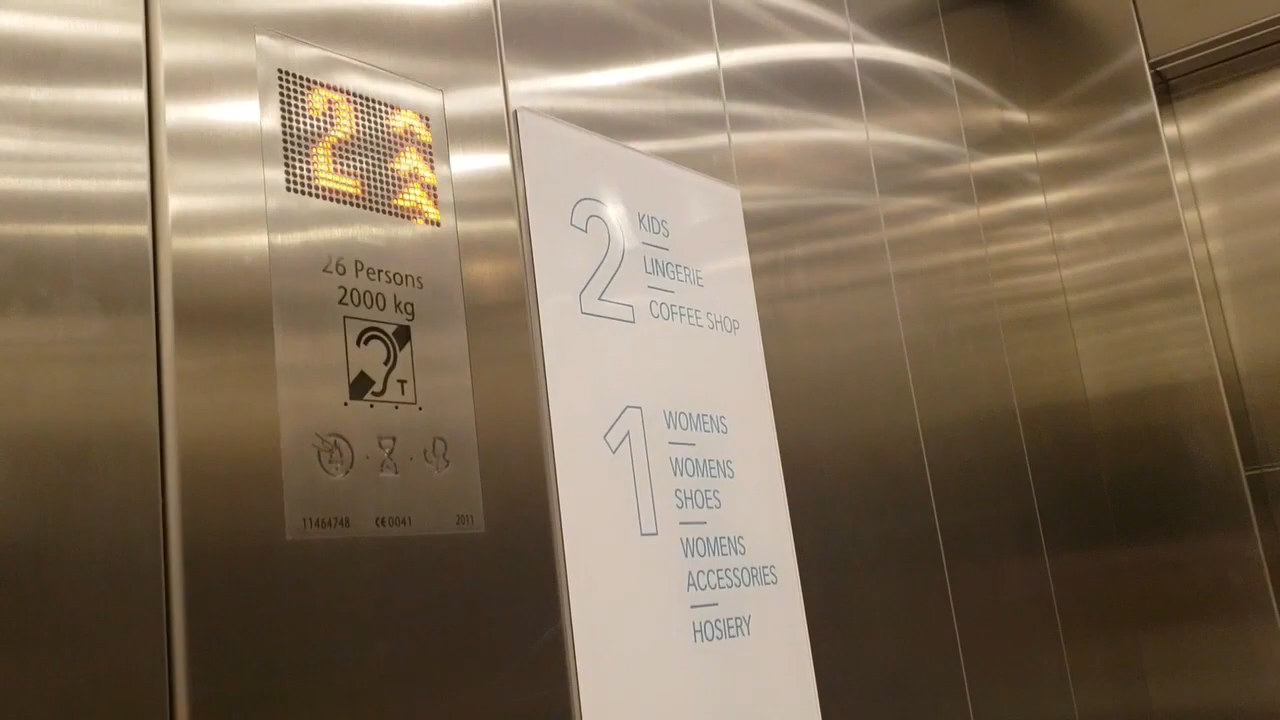 2
26 Persons
2000 kg
T
11464748 CE0041 2011
2
KIDS
LINGERIE
COFFEE SHOP
1
WOMENS
WOMENS
SHOES
WOMENS
ACCESSORIES
HOSIERY